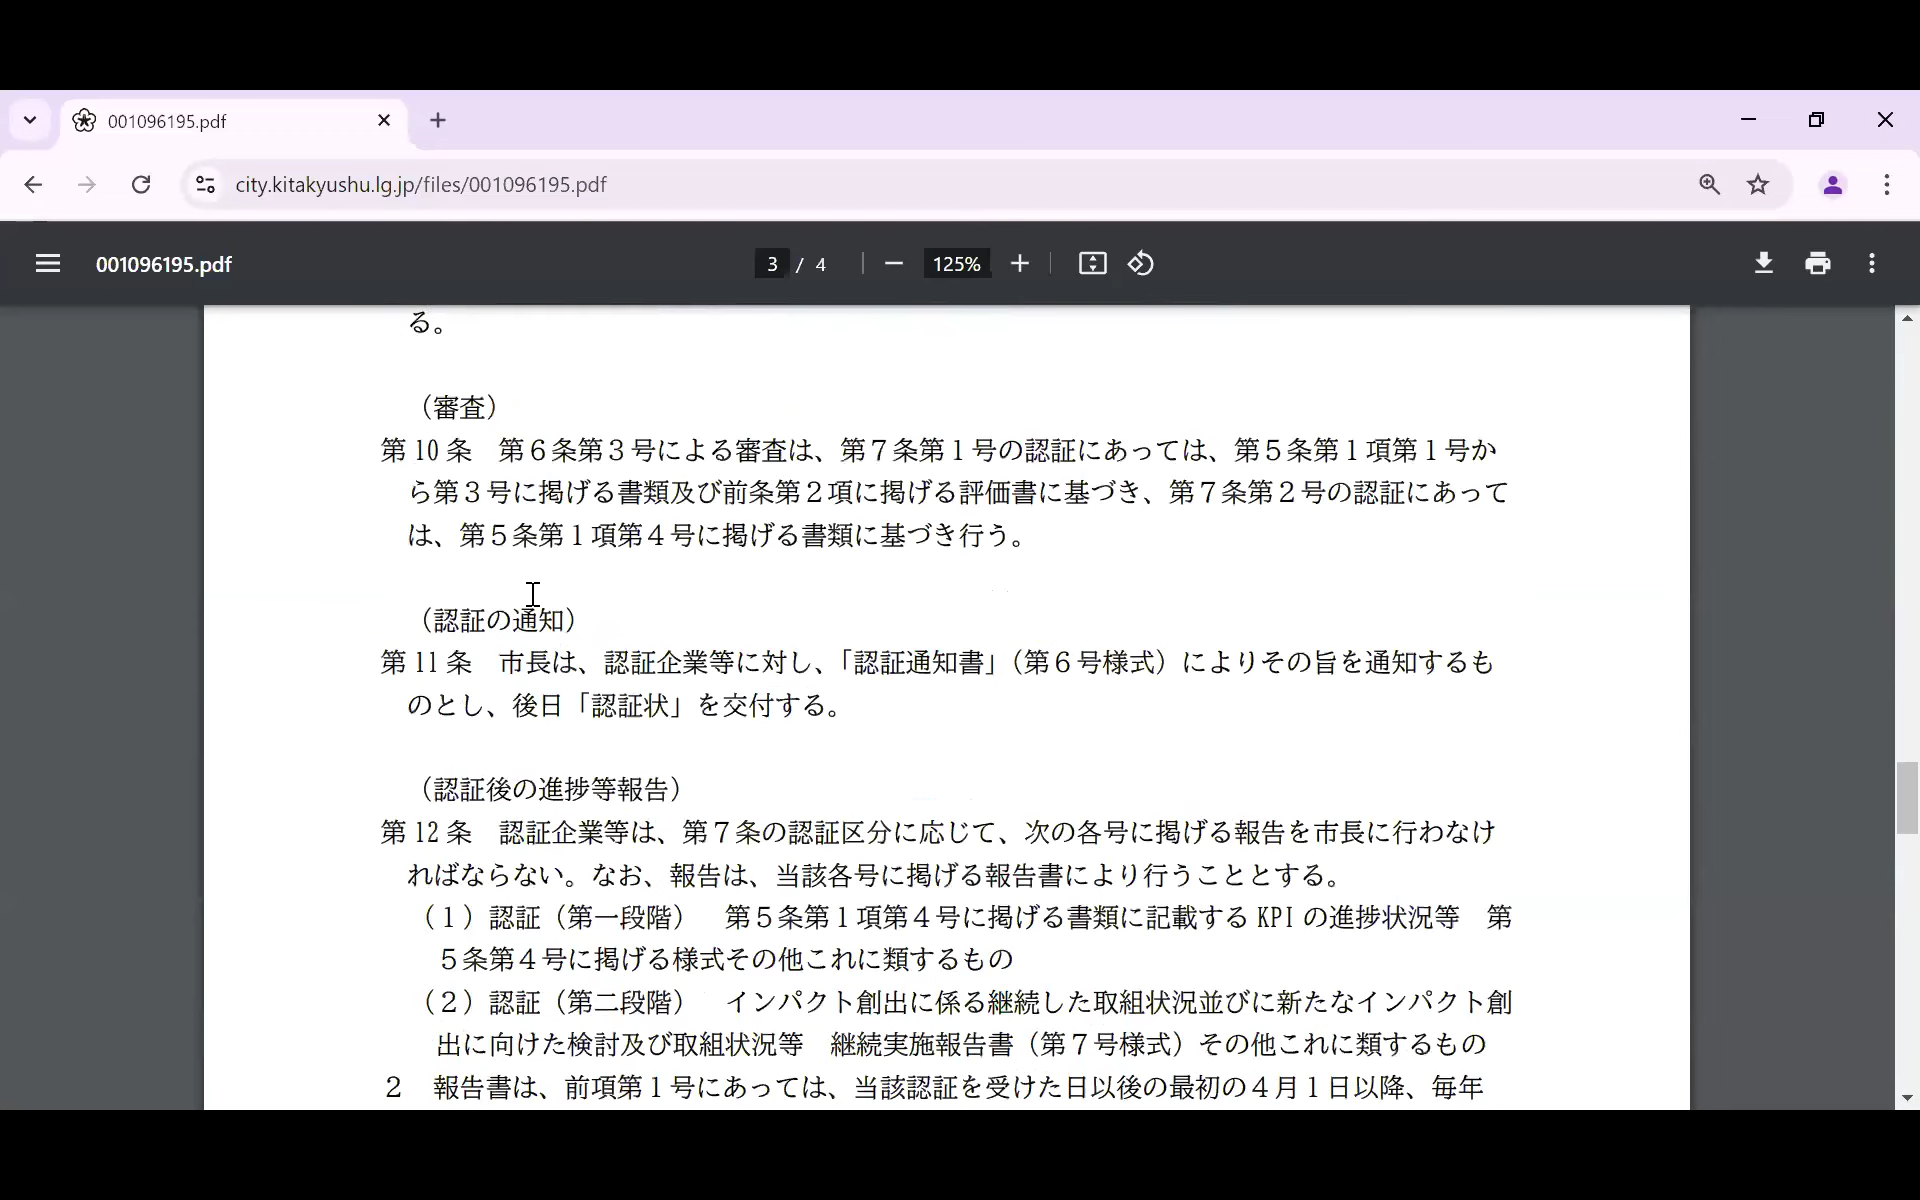 001096195.pdf
city.kitakyushu.lg.jp/files/001096195.pdf
001096195.pdf 3 / 4 125%
る。
（審査）
第10条　第６条第３号による審査は、第７条第１号の認証にあっては、第５条第１項第１号か
ら第３号に掲げる書類及び前条第２項に掲げる評価書に基づき、第７条第２号の認証にあって
は、第５条第１項第４号に掲げる書類に基づき行う。
（認証の通知）
第11条　市長は、認証企業等に対し、「認証通知書」（第６号様式）によりその旨を通知するも
のとし、後日「認証状」を交付する。
（認証後の進捗等報告）
第12条　認証企業等は、第７条の認証区分に応じて、次の各号に掲げる報告を市長に行わなけ
ればならない。なお、報告は、当該各号に掲げる報告書により行うこととする。
（１）認証（第一段階）　第５条第１項第４号に掲げる書類に記載するKPIの進捗状況等　第
５条第４号に掲げる様式その他これに類するもの
（２）認証（第二段階）　インパクト創出に係る継続した取組状況並びに新たなインパクト創
出に向けた検討及び取組状況等　継続実施報告書（第７号様式）その他これに類するもの
２　報告書は、前項第１号にあっては、当該認証を受けた日以後の最初の４月１日以降、毎年